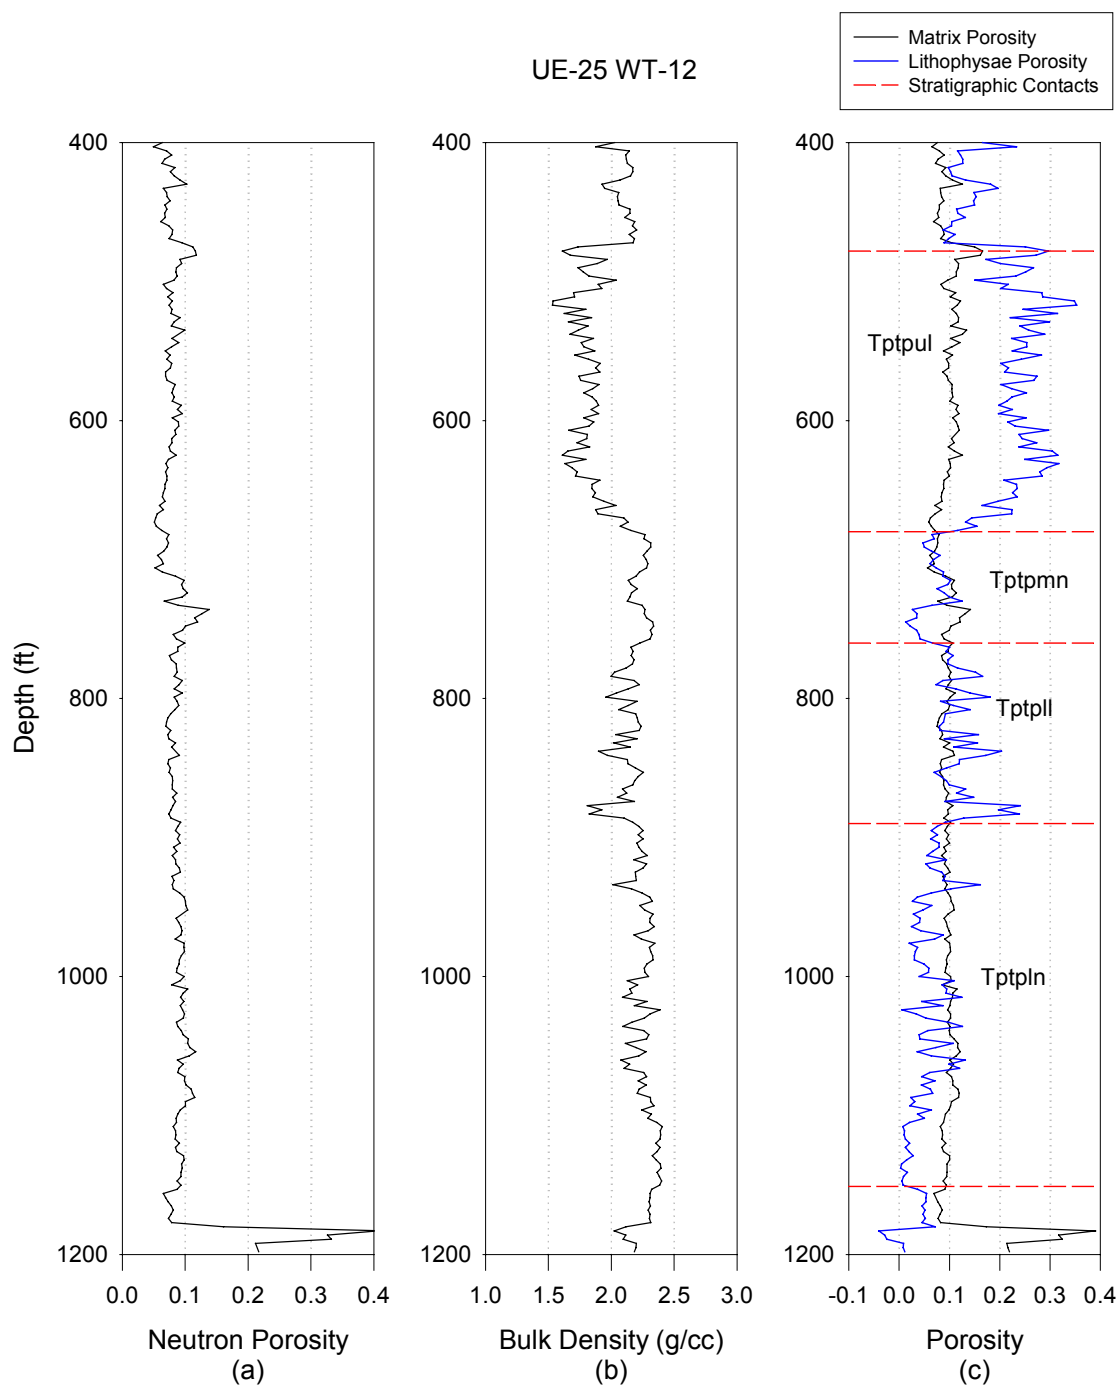 Matrix Porosity
Lithophysae Porosity
Stratigraphic Contacts
UE-25 WT-12
400
400
400
Tptpul
600
600
600
Tptpmn
Depth (ft)
800
800
800
Tptpll
1000
1000
1000
Tptpln
1200
1200
1200
0.0 0.1 0.2 0.3 0.4
1.0 1.5 2.0 2.5 3.0
-0.1 0.0 0.1 0.2 0.3 0.4
Neutron Porosity
(a)
Bulk Density (g/cc)
(b)
Porosity
(c)